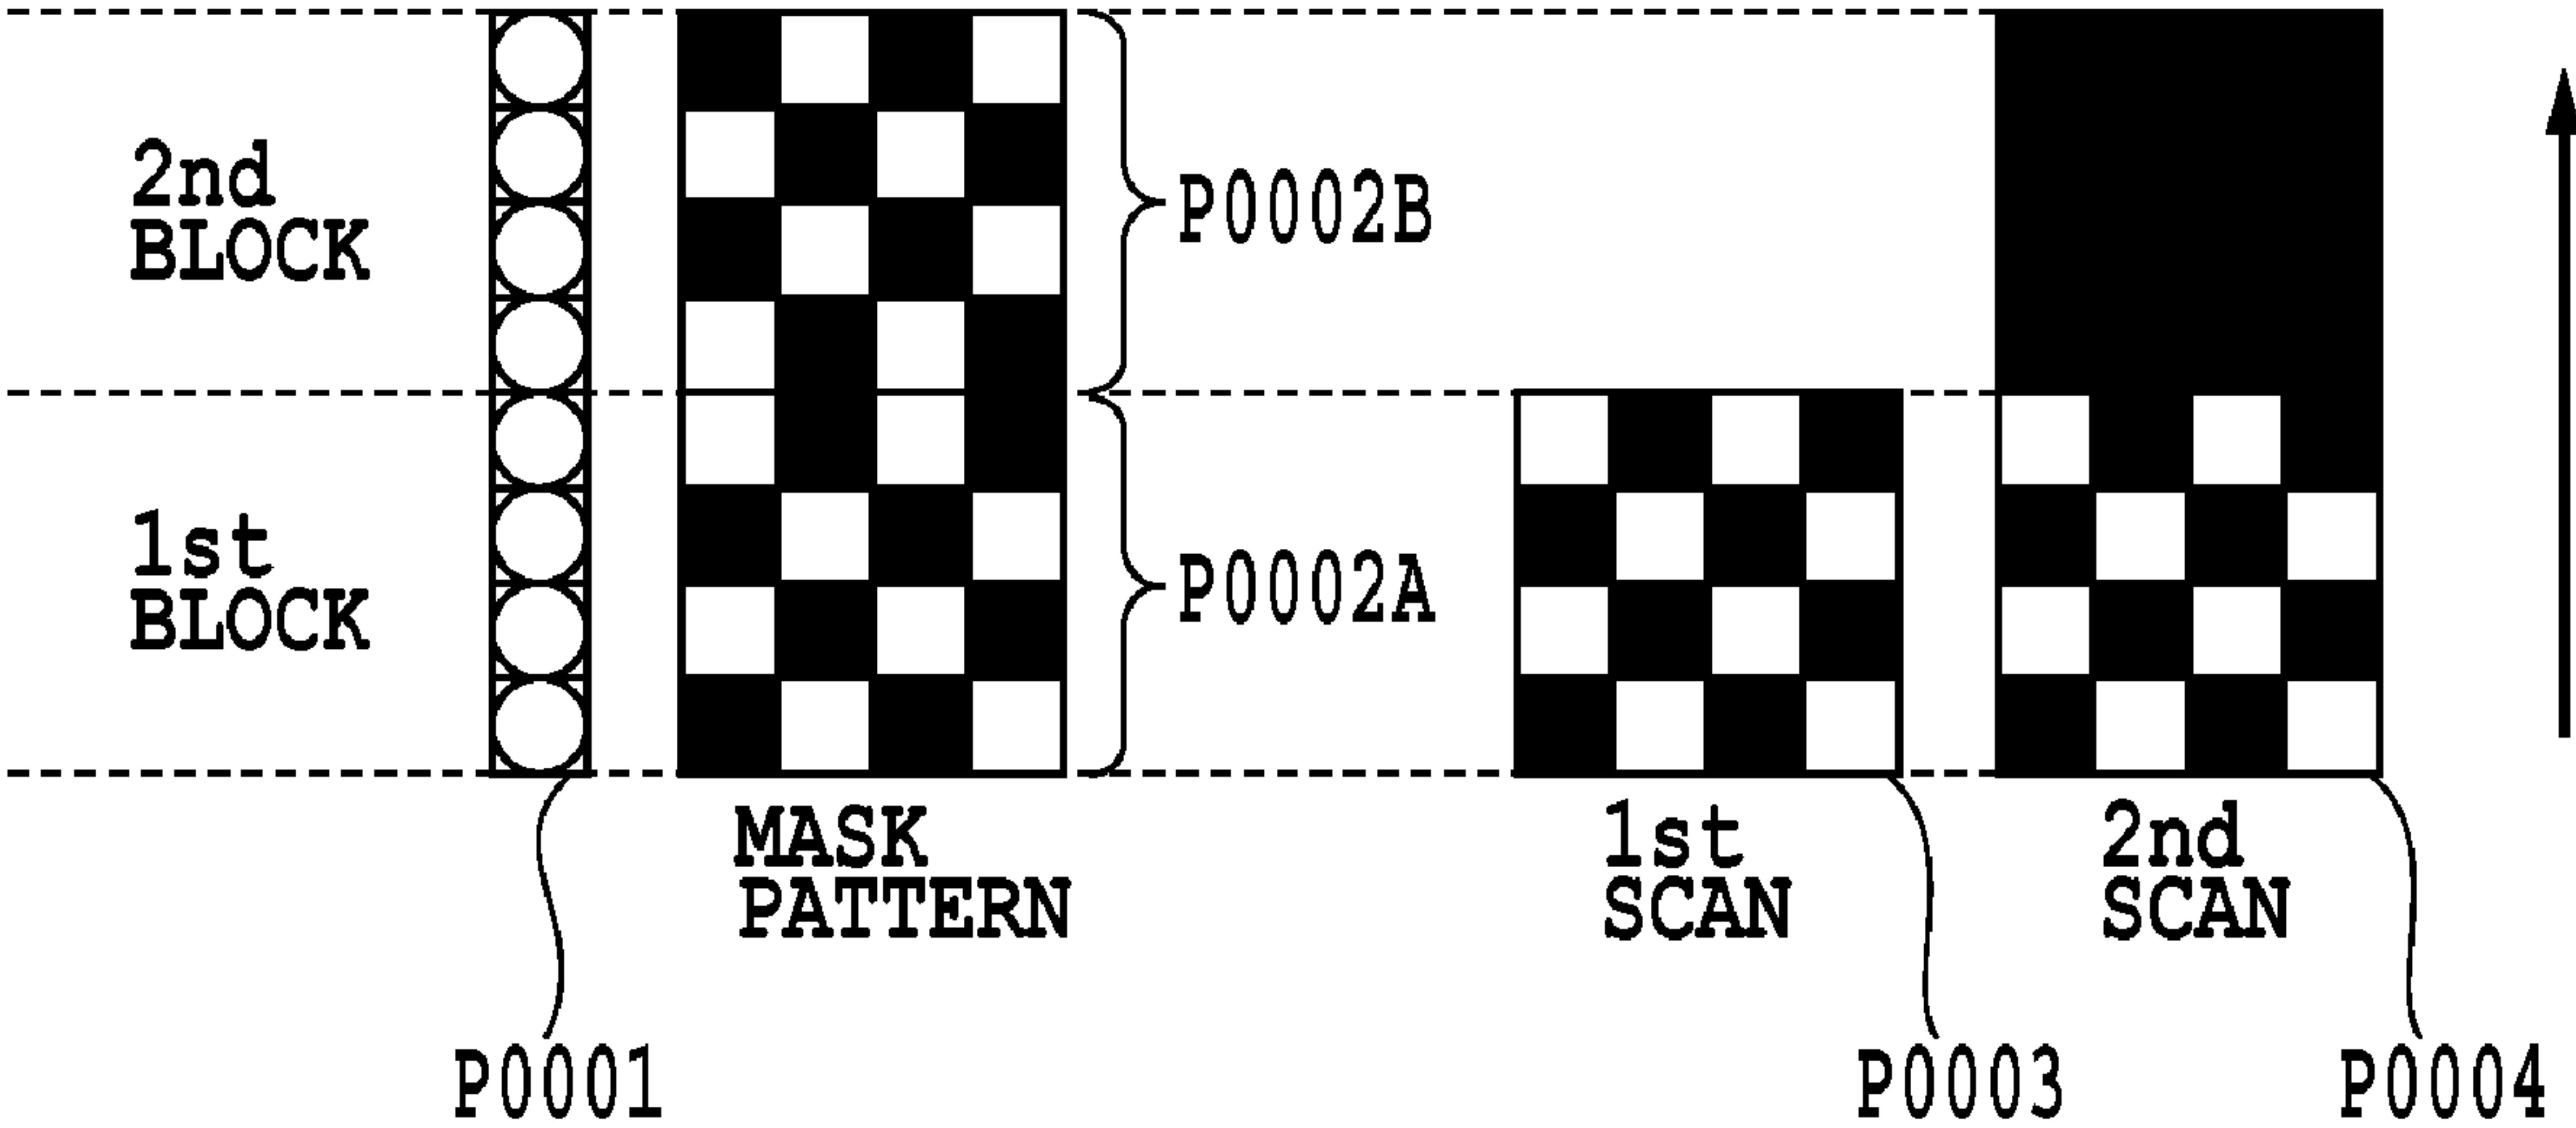 2nd
BLOCK
P0002B
1st
BLOCK
P0002A
MASK
PATTERN
1st
SCAN
2nd
SCAN
P0001
P0003
P0004